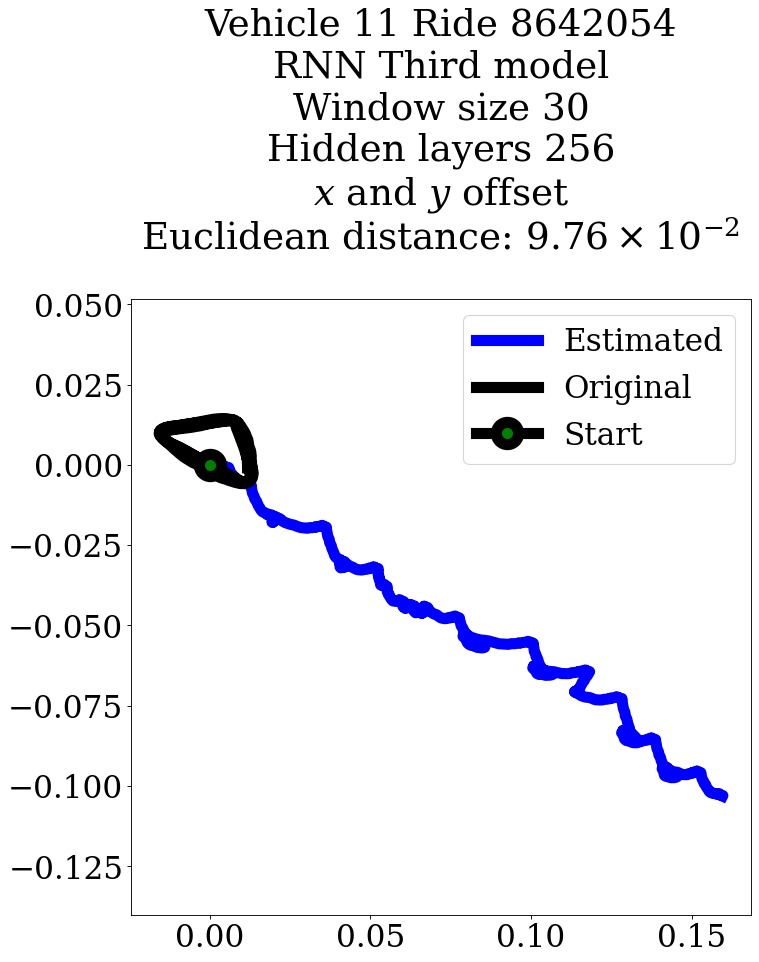 Vehicle 11 Ride 8642054
RNN Third model
Window size 30
Hidden layers 256
x and y offset
Euclidean distance: 9.76 × 10⁻²
Estimated
Original
Start
0.050
0.025
0.000
−0.025
−0.050
−0.075
−0.100
−0.125
0.00 0.05 0.10 0.15